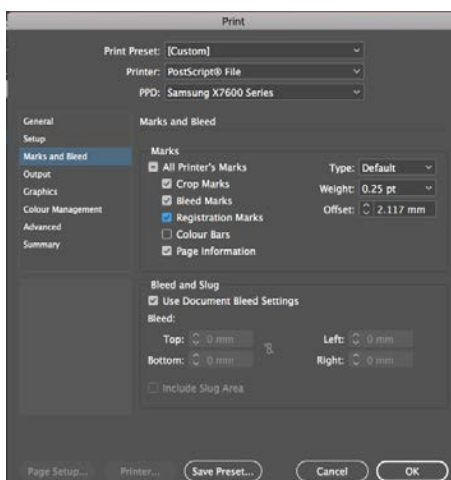 Print
Print Preset: [Custom]
Printer: PostScript® File
PPD: Samsung X7600 Series
General
Setup
Marks and Bleed
Output
Graphics
Colour Management
Advanced
Summary
Marks and Bleed
Marks
All Printer's Marks
Crop Marks
Bleed Marks
Registration Marks
Colour Bars
Page Information
Type: Default
Weight: 0.25 pt
Offset: 2.117 mm
Bleed and Slug
Use Document Bleed Settings
Bleed:
Top: 0 mm
Bottom: 0 mm
Left: 0 mm
Right: 0 mm
Include Slug Area
Page Setup... Printer... Save Preset... Cancel OK